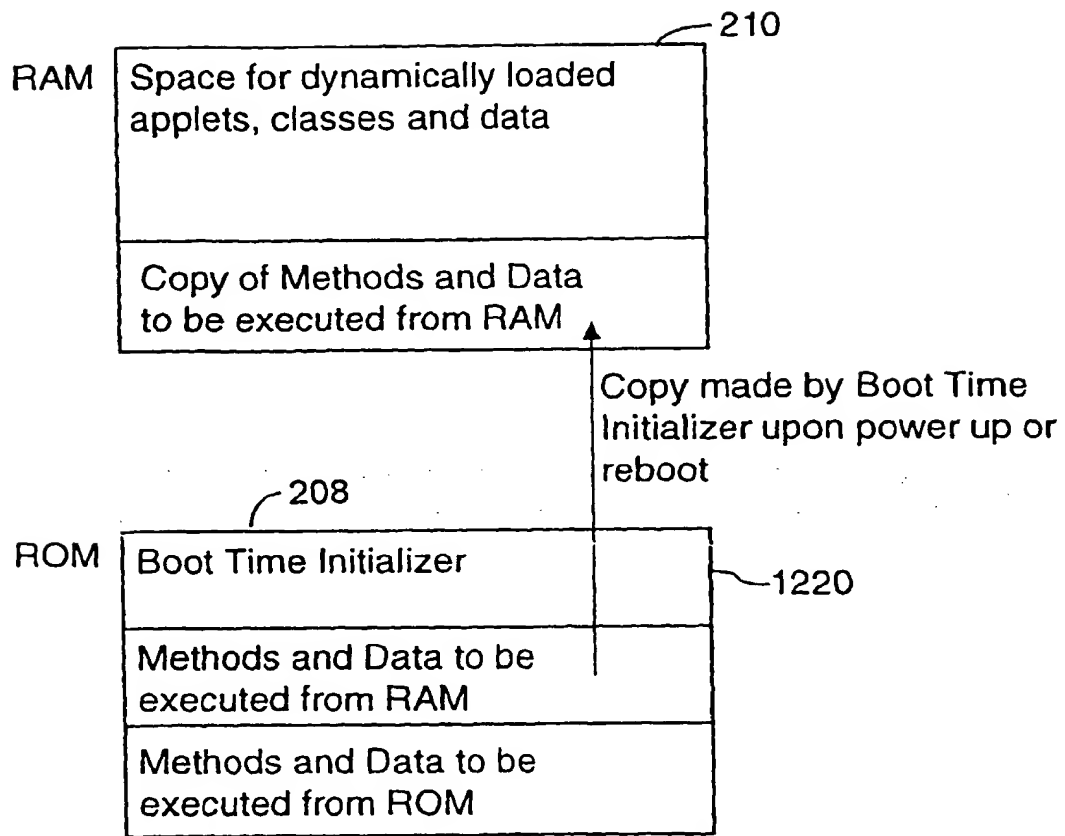 210
RAM
Space for dynamically loaded
applets, classes and data
Copy of Methods and Data
to be executed from RAM
Copy made by Boot Time
Initializer upon power up or
reboot
208
ROM
Boot Time Initializer
1220
Methods and Data to be
executed from RAM
Methods and Data to be
executed from ROM